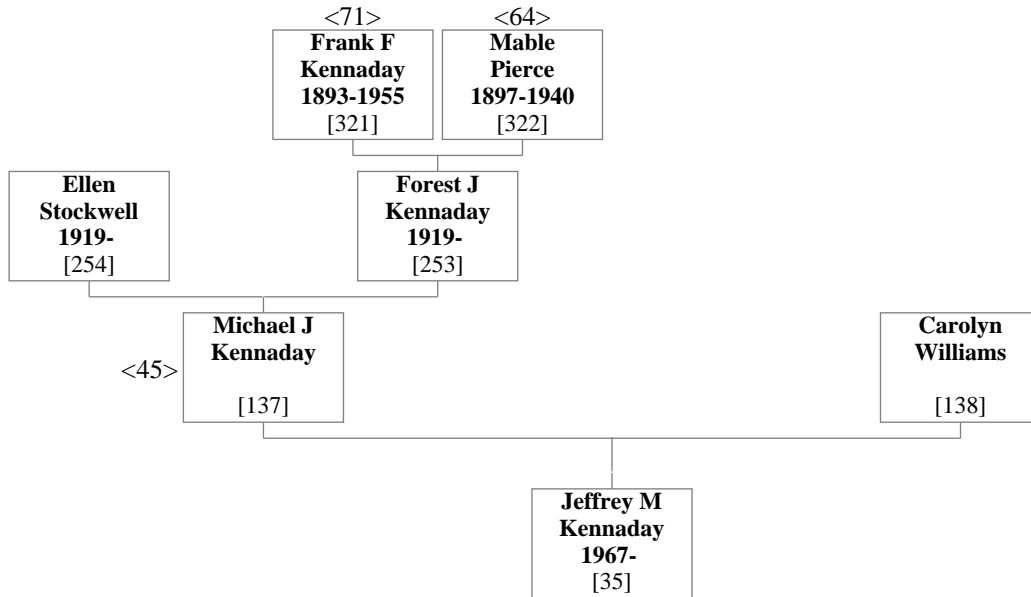 <71>
<64>
Frank F
Kennaday
1893-1955
[321]
Mable
Pierce
1897-1940
[322]
Ellen
Stockwell
1919-
[254]
Forest J
Kennaday
1919-
[253]
<45>
Michael J
Kennaday
[137]
Carolyn
Williams
[138]
Jeffrey M
Kennaday
1967-
[35]